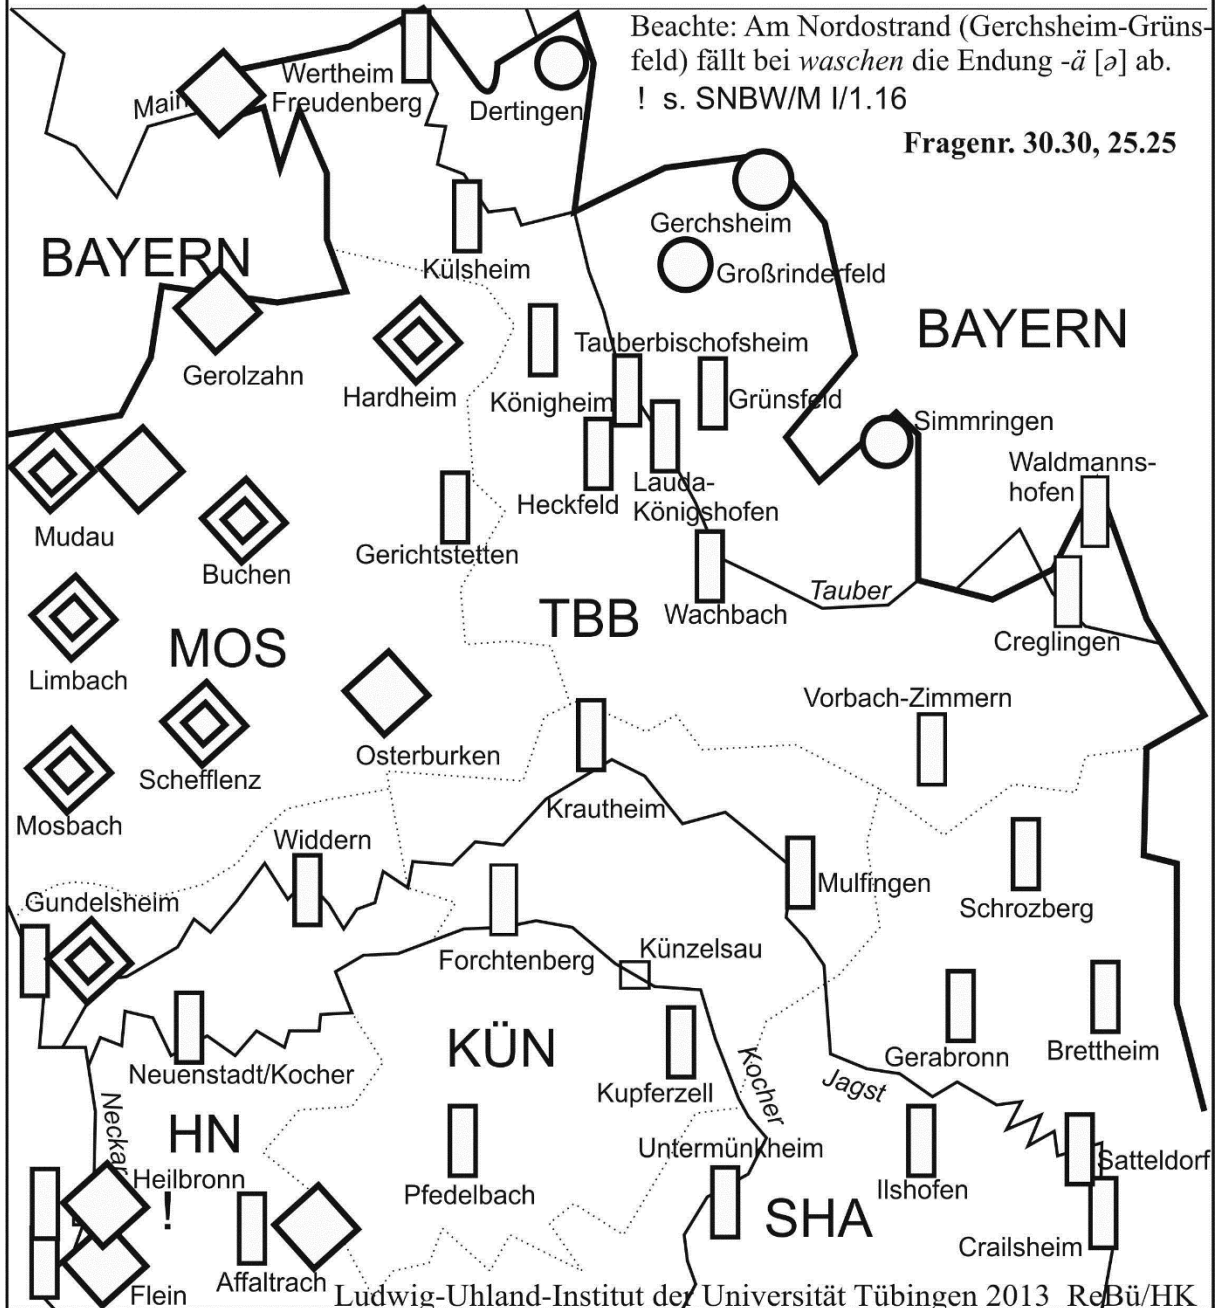 Beachte: Am Nordostrand (Gerchsheim-Grüns-
feld) fällt bei waschen die Endung -ä [ə] ab.
! s. SNBW/M I/1.16
Fragenr. 30.30, 25.25
Wertheim
Freudenberg
Main
Dertingen
Gerchsheim
BAYERN
Külsheim
Großrinderfeld
BAYERN
Tauberbischofsheim
Gerolzahn
Hardheim
Königheim
Grünsfeld
Simmringen
Waldmanns-
hofen
Heckfeld
Lauda-
Königshofen
Mudau
Gerichtstetten
Buchen
Tauber
Wachbach
TBB
Creglingen
MOS
Limbach
Vorbach-Zimmern
Osterburken
Schefflenz
Krautheim
Mosbach
Widdern
Mulfingen
Gundelsheim
Schrozberg
Künzelsau
Forchtenberg
KÜN
Gerabronn
Brettheim
Neuenstadt/Kocher
Kupferzell
Kocher
Jagst
Neckar
HN
Untermünkheim
Heilbronn
!
Pfedelbach
Ilshofen
Satteldorf
SHA
Crailsheim
Affaltrach
Flein
Ludwig-Uhland-Institut der Universität Tübingen 2013 ReBü/HK